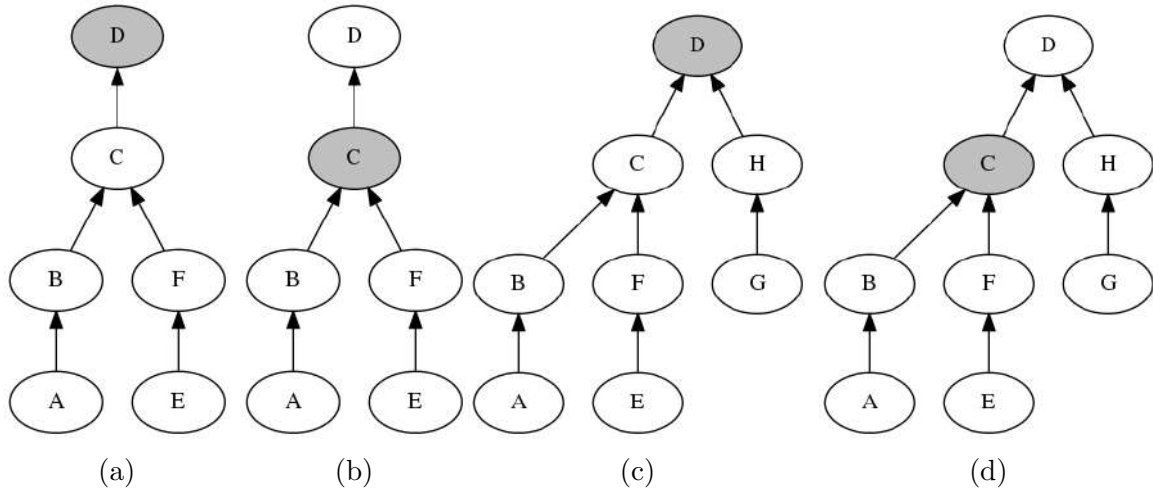 D D D D
C C C H C H
B F B F B F G B F G
A E A E A E A E
(a) (b) (c) (d)